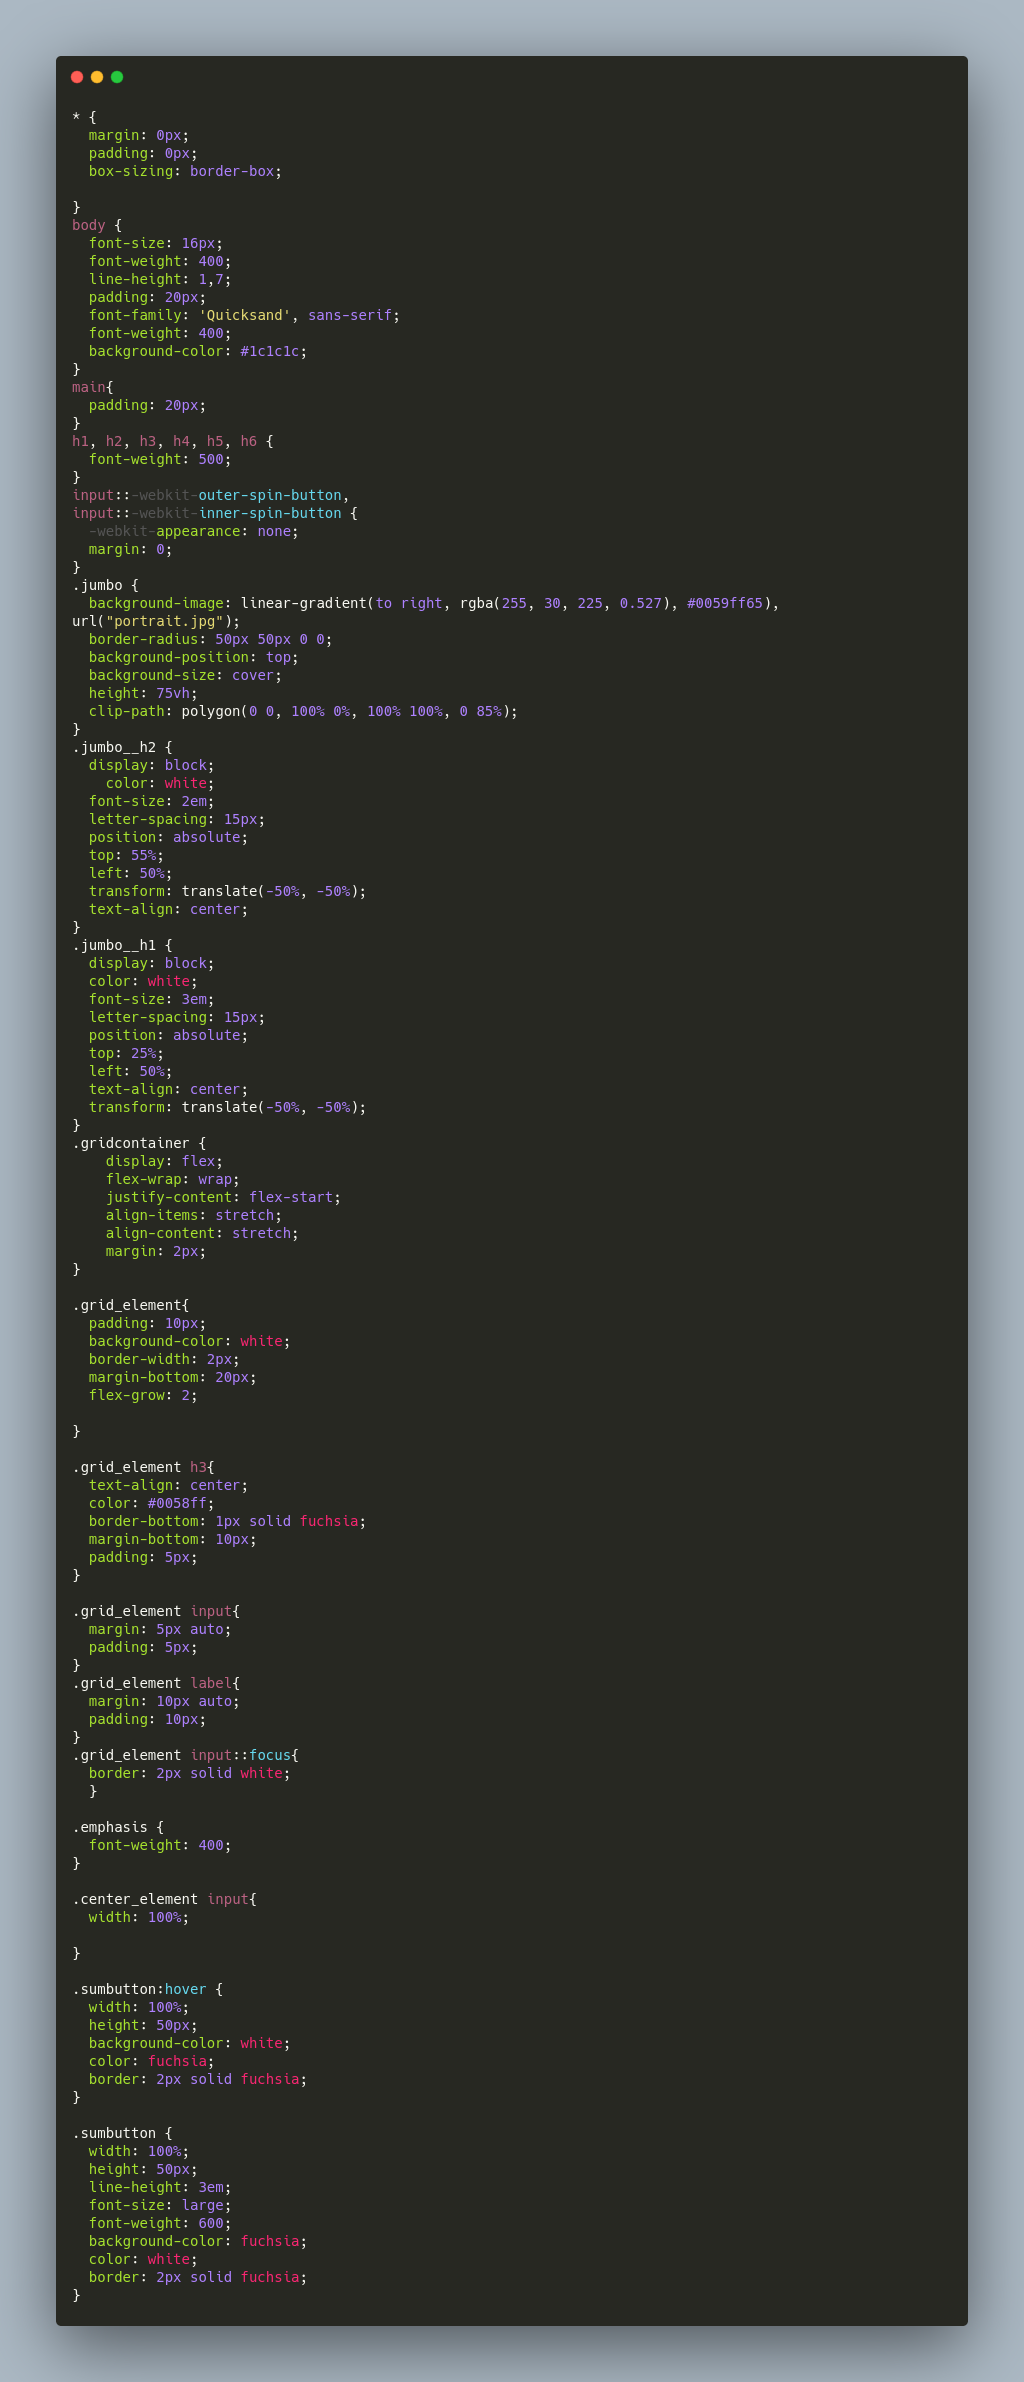 * {
  margin: 0px;
  padding: 0px;
  box-sizing: border-box;

}
body {
  font-size: 16px;
  font-weight: 400;
  line-height: 1,7;
  padding: 20px;
  font-family: 'Quicksand', sans-serif;
  font-weight: 400;
  background-color: #1c1c1c;
}
main{
  padding: 20px;
}
h1, h2, h3, h4, h5, h6 {
  font-weight: 500;
}
input::-webkit-outer-spin-button,
input::-webkit-inner-spin-button {
  -webkit-appearance: none;
  margin: 0;
}
.jumbo {
  background-image: linear-gradient(to right, rgba(255, 30, 225, 0.527), #0059ff65),
url("portrait.jpg");
  border-radius: 50px 50px 0 0;
  background-position: top;
  background-size: cover;
  height: 75vh;
  clip-path: polygon(0 0, 100% 0%, 100% 100%, 0 85%);
}
.jumbo__h2 {
  display: block;
    color: white;
  font-size: 2em;
  letter-spacing: 15px;
  position: absolute;
  top: 55%;
  left: 50%;
  transform: translate(-50%, -50%);
  text-align: center;
}
.jumbo__h1 {
  display: block;
  color: white;
  font-size: 3em;
  letter-spacing: 15px;
  position: absolute;
  top: 25%;
  left: 50%;
  text-align: center;
  transform: translate(-50%, -50%);
}
.gridcontainer {
    display: flex;
    flex-wrap: wrap;
    justify-content: flex-start;
    align-items: stretch;
    align-content: stretch;
    margin: 2px;
}

.grid_element{
  padding: 10px;
  background-color: white;
  border-width: 2px;
  margin-bottom: 20px;
  flex-grow: 2;

}

.grid_element h3{
  text-align: center;
  color: #0058ff;
  border-bottom: 1px solid fuchsia;
  margin-bottom: 10px;
  padding: 5px;
}

.grid_element input{
  margin: 5px auto;
  padding: 5px;
}
.grid_element label{
  margin: 10px auto;
  padding: 10px;
}
.grid_element input::focus{
  border: 2px solid white;
  }

.emphasis {
  font-weight: 400;
}

.center_element input{
  width: 100%;

}

.sumbutton:hover {
  width: 100%;
  height: 50px;
  background-color: white;
  color: fuchsia;
  border: 2px solid fuchsia;
}

.sumbutton {
  width: 100%;
  height: 50px;
  line-height: 3em;
  font-size: large;
  font-weight: 600;
  background-color: fuchsia;
  color: white;
  border: 2px solid fuchsia;
}